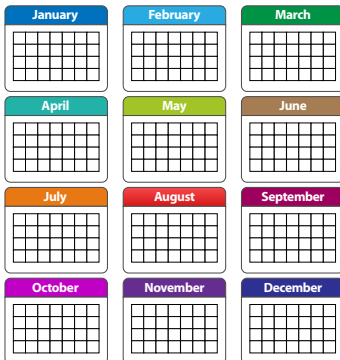 January February March
April May June
July August September
October November December